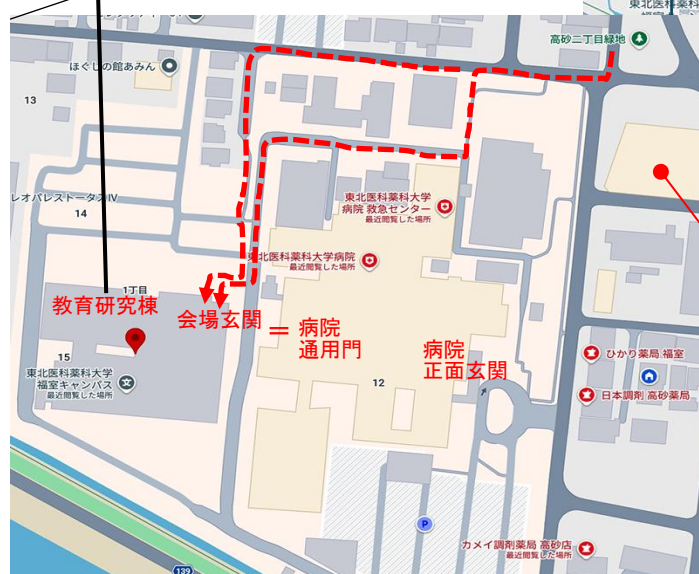 東北医科薬科
高砂二丁目緑地
ほぐしの館あみん
13
レオパレストータスⅣ
14
東北医科薬科大学
病院 救急センター
最近閲覧した場所
東北医科薬科大学病院
最近閲覧した場所
1丁目
教育研究棟
会場玄関
=
病院
通用門
病院
正面玄関
15
東北医科薬科大学
福室キャンパス
最近閲覧した場所
12
ひかり薬局 福室
日本調剤 高砂薬局
P
カメイ調剤薬局 高砂店
最近閲覧した場所
139